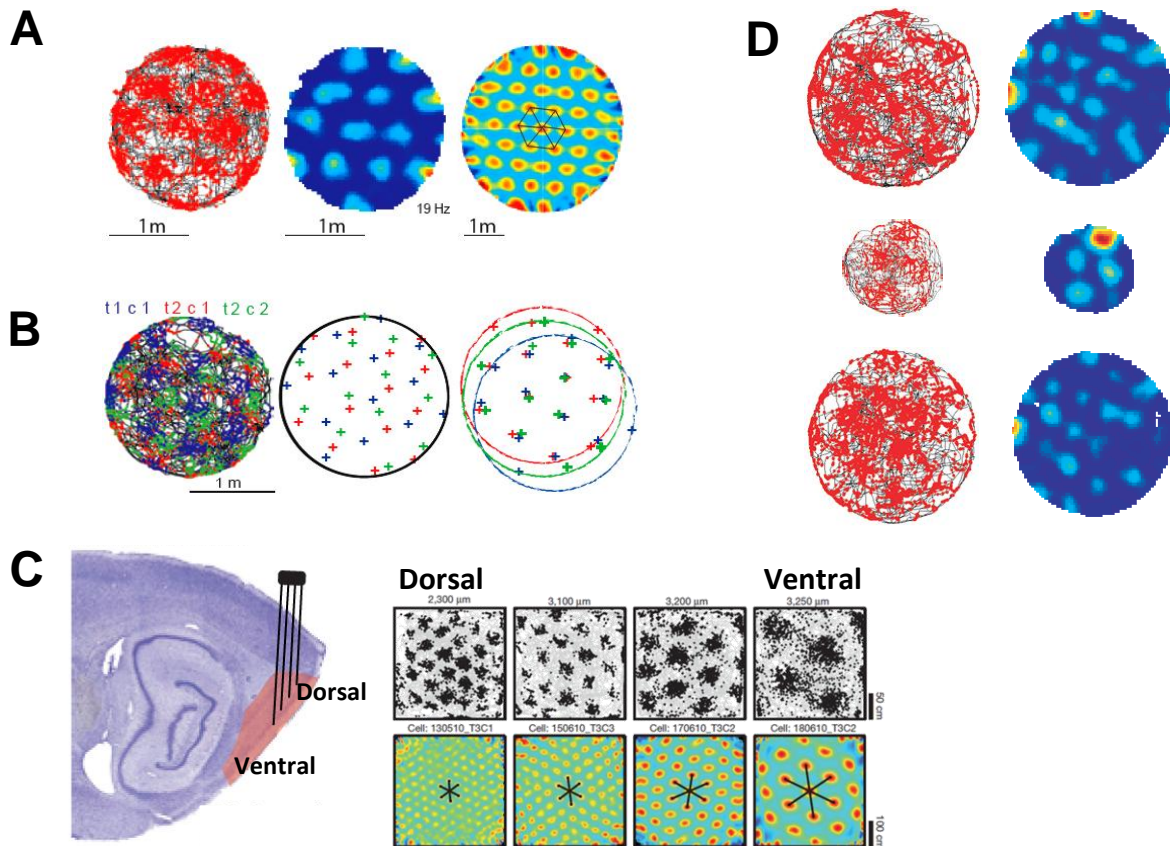 A
19 Hz
1m
1m
1m
B
t1 c1 t2 c1 t2 c2
1 m
C
Dorsal
Ventral
Dorsal
Ventral
2,300 μm
3,100 μm
3,200 μm
3,250 μm
50 cm
Cell: 130510_T3C1
Cell: 150610_T3C3
Cell: 170610_T3C2
Cell: 180610_T3C2
100 cm
D